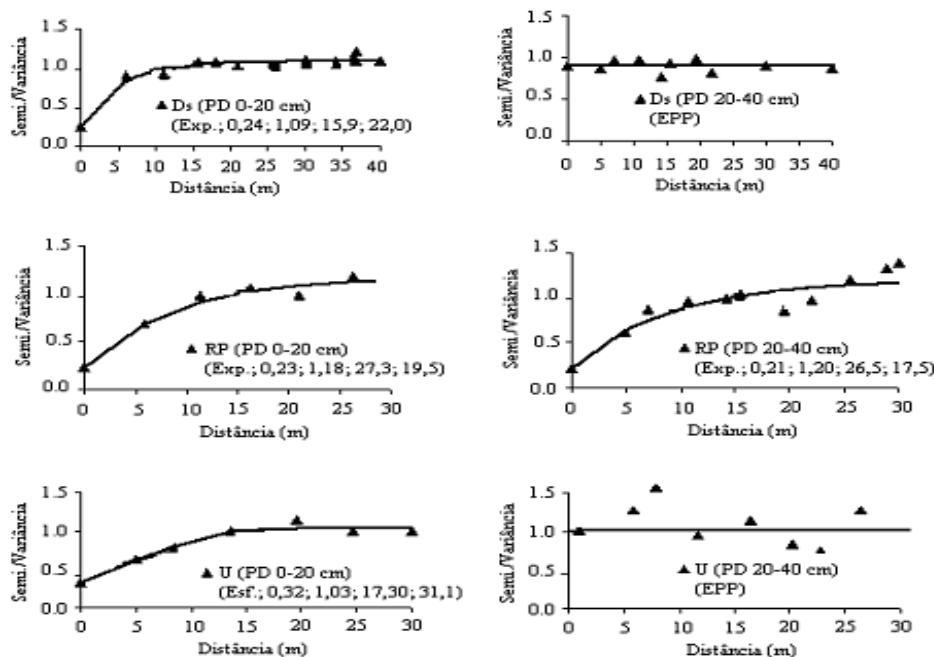 Semi./Variância
1.5
1.0
0.5
0.0
▲ Ds (PD 0-20 cm)
(Exp.; 0,24; 1,09; 15,9; 22,0)
0 5 10 15 20 25 30 35 40
Distância (m)
Semi./Variância
1.5
1.0
0.5
0.0
▲ Ds (PD 20-40 cm)
(EPP)
0 5 10 15 20 25 30 40
Distância (m)
Semi./Variância
1.5
1.0
0.5
0.0
▲ RP (PD 0-20 cm)
(Exp.; 0,23; 1,18; 27,3; 19,5)
0 5 10 15 20 25 30
Distância (m)
Semi./Variância
1.5
1.0
0.5
0.0
▲ RP (PD 20-40 cm)
(Exp.; 0,21; 1,20; 26,5; 17,5)
0 5 10 15 20 25 30
Distância (m)
Semi./Variância
1.5
1.0
0.5
0.0
▲ U (PD 0-20 cm)
(Esf.; 0,32; 1,03; 17,30; 31,1)
0 5 10 15 20 25 30
Distância (m)
Semi./Variância
1.5
1.0
0.5
0.0
▲ U (PD 20-40 cm)
(EPP)
0 5 10 15 20 25 30
Distância (m)